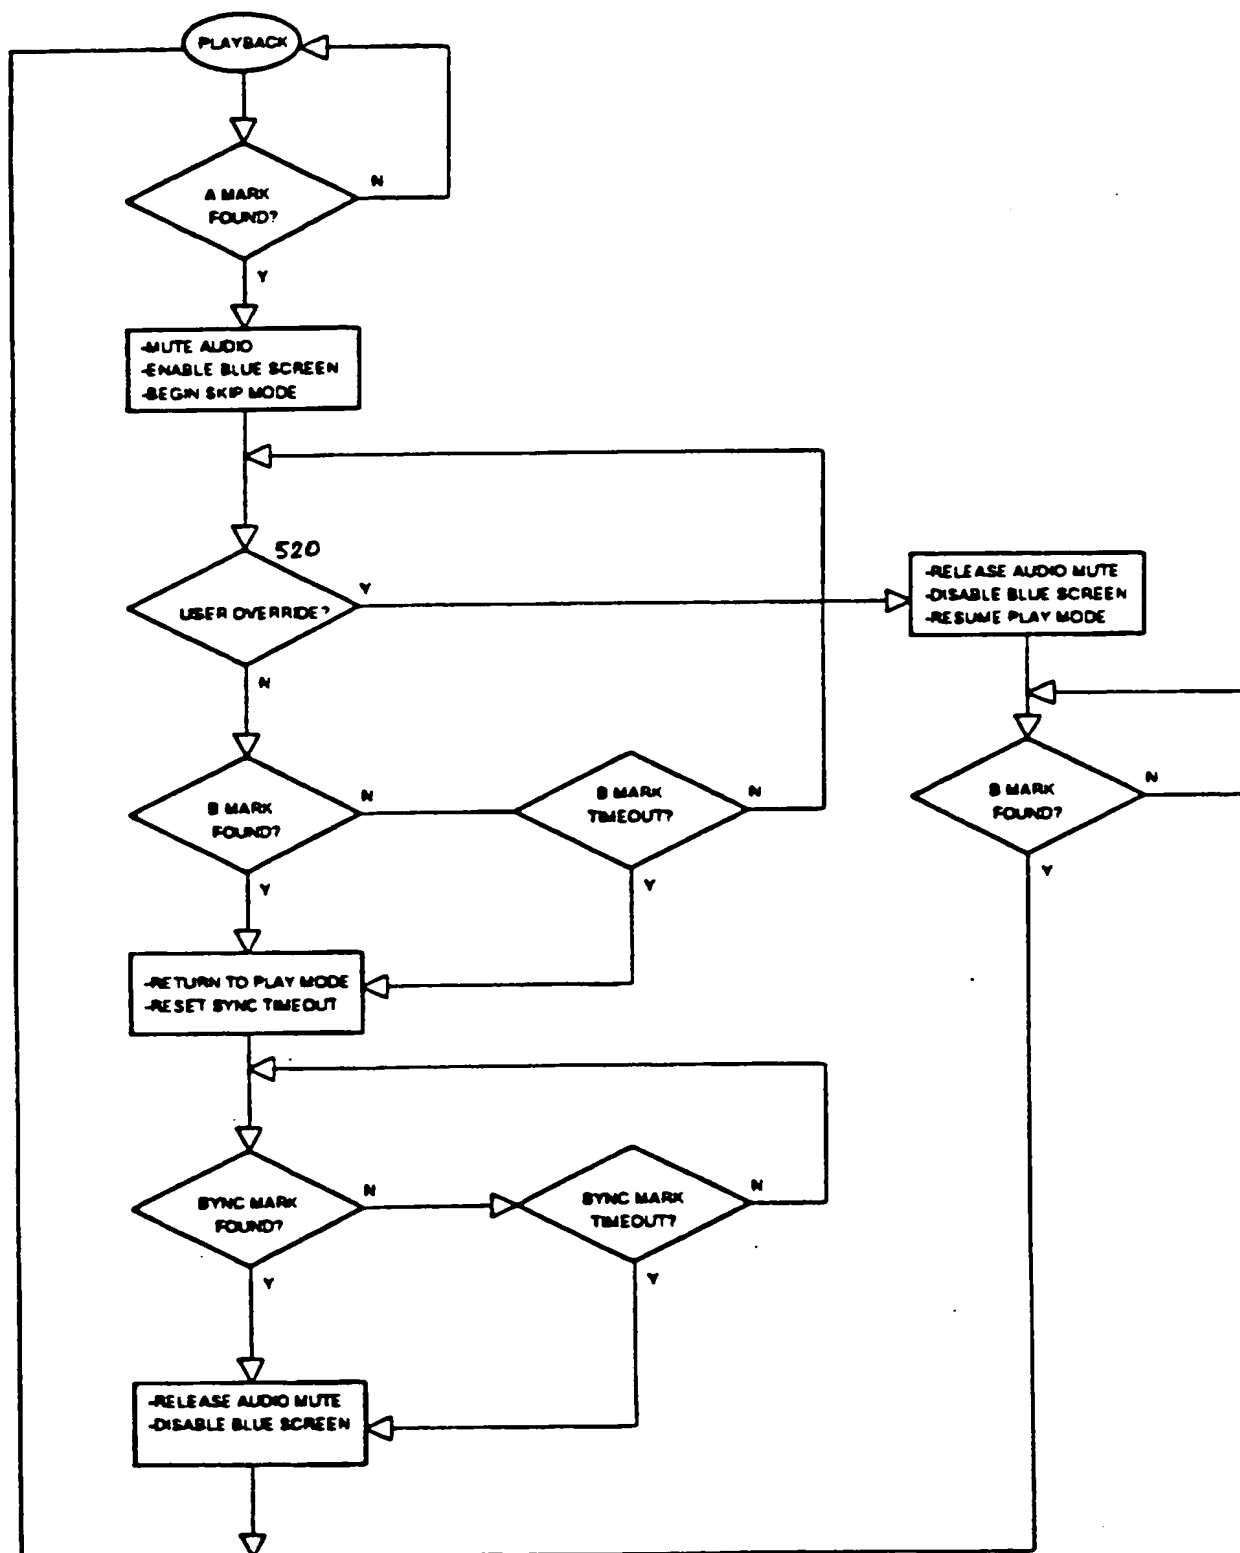 PLAYBACK
N
A MARK
FOUND?
Y
-MUTE AUDIO
-ENABLE BLUE SCREEN
-BEGIN SKIP MODE
520
Y
USER OVERRIDE?
N
-RELEASE AUDIO MUTE
-DISABLE BLUE SCREEN
-RESUME PLAY MODE
B MARK
FOUND?
N
Y
B MARK
TIMEOUT?
N
Y
B MARK
FOUND?
N
Y
-RETURN TO PLAY MODE
-RESET SYNC TIMEOUT
SYNC MARK
FOUND?
N
Y
SYNC MARK
TIMEOUT?
N
Y
-RELEASE AUDIO MUTE
-DISABLE BLUE SCREEN